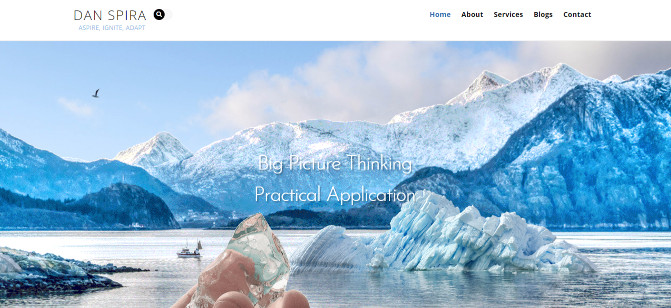 DAN SPIRA
ASPIRE, IGNITE, ADAPT
Home About Services Blogs Contact
Big Picture Thinking
Practical Application